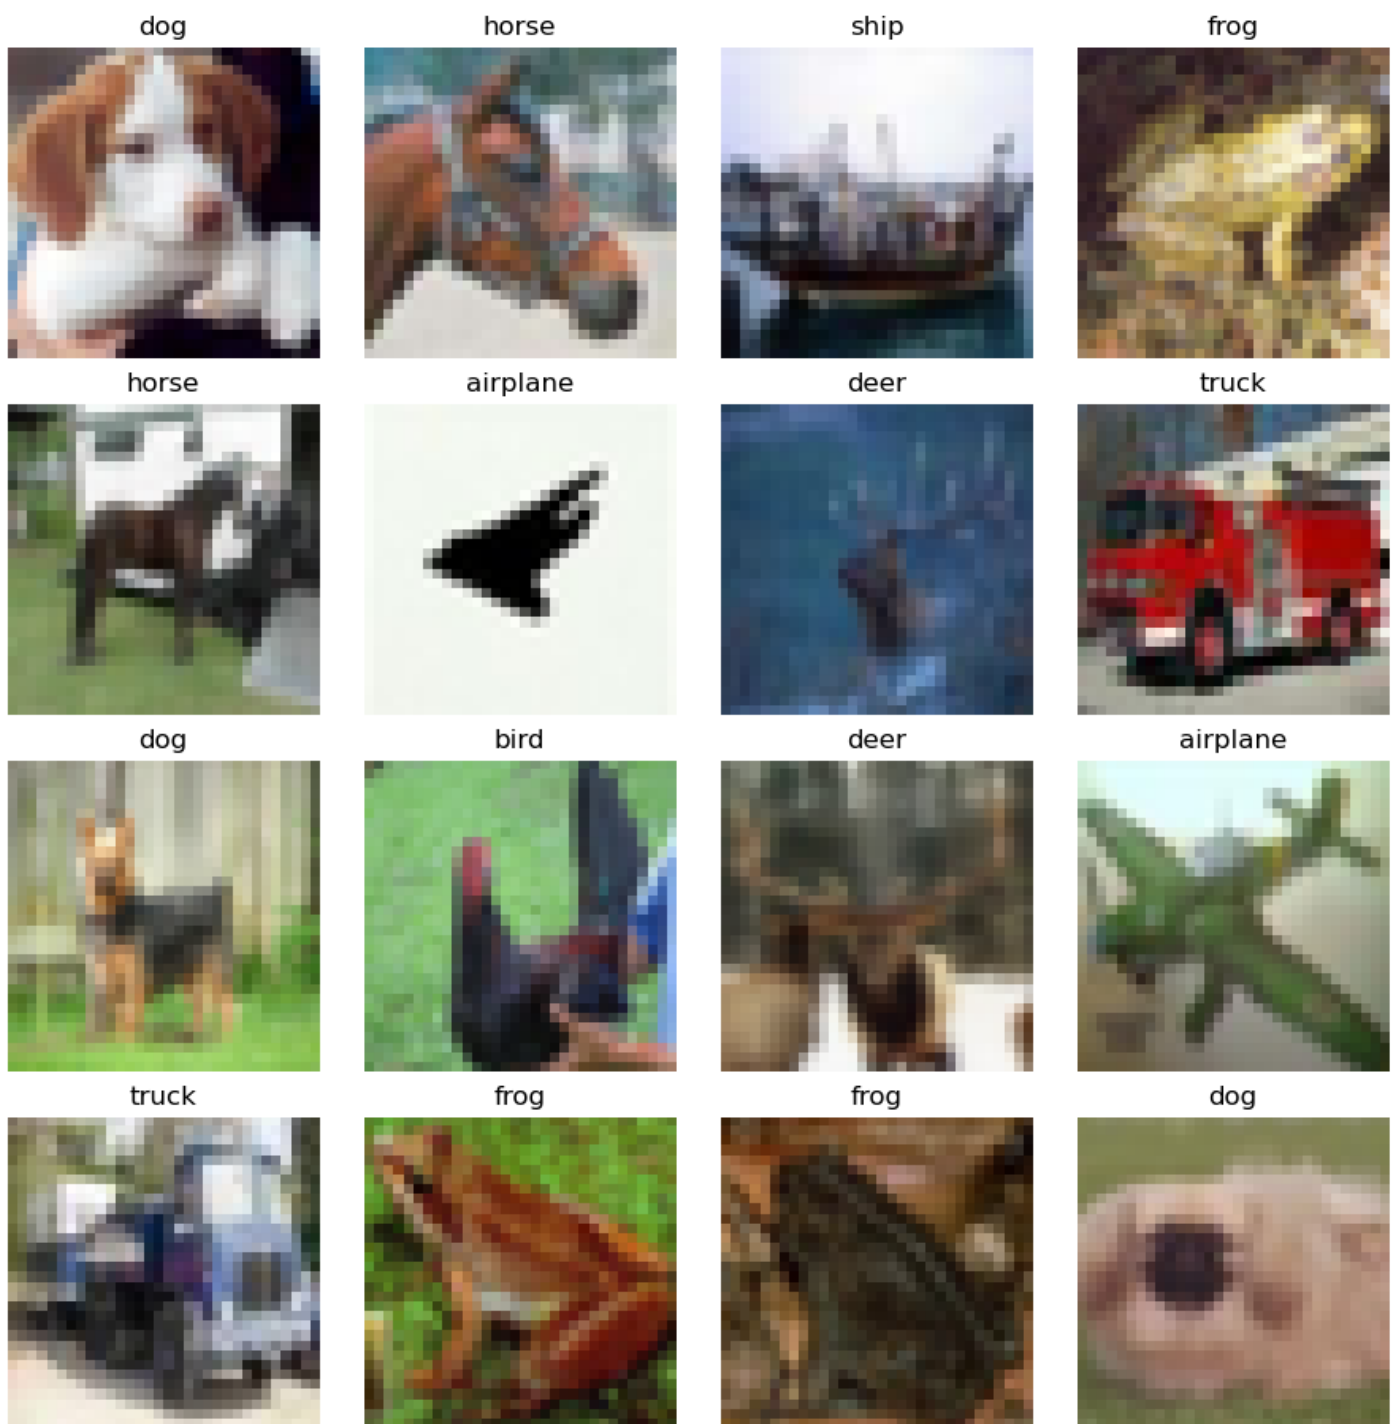 dog horse ship frog
horse airplane deer truck
dog bird deer airplane
truck frog frog dog